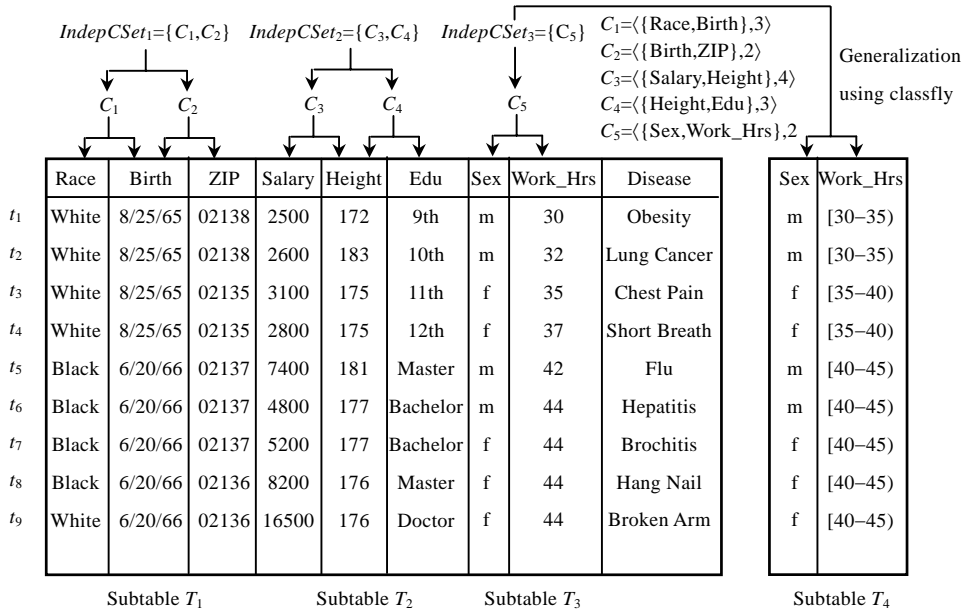 IndepCSet1={C1,C2} IndepCSet2={C3,C4} IndepCSet3={C5}
C1=⟨{Race,Birth},3⟩
C2=⟨{Birth,ZIP},2⟩
C3=⟨{Salary,Height},4⟩
C4=⟨{Height,Edu},3⟩
C5=⟨{Sex,Work_Hrs},2
Generalization
using classfly
C1 C2 C3 C4 C5
Race Birth ZIP Salary Height Edu Sex Work_Hrs Disease Sex Work_Hrs
t1 White 8/25/65 02138 2500 172 9th m 30 Obesity m [30−35)
t2 White 8/25/65 02138 2600 183 10th m 32 Lung Cancer m [30−35)
t3 White 8/25/65 02135 3100 175 11th f 35 Chest Pain f [35−40)
t4 White 8/25/65 02135 2800 175 12th f 37 Short Breath f [35−40)
t5 Black 6/20/66 02137 7400 181 Master m 42 Flu m [40−45)
t6 Black 6/20/66 02137 4800 177 Bachelor m 44 Hepatitis m [40−45)
t7 Black 6/20/66 02137 5200 177 Bachelor f 44 Brochitis f [40−45)
t8 Black 6/20/66 02136 8200 176 Master f 44 Hang Nail f [40−45)
t9 White 6/20/66 02136 16500 176 Doctor f 44 Broken Arm f [40−45)
Subtable T1 Subtable T2 Subtable T3 Subtable T4